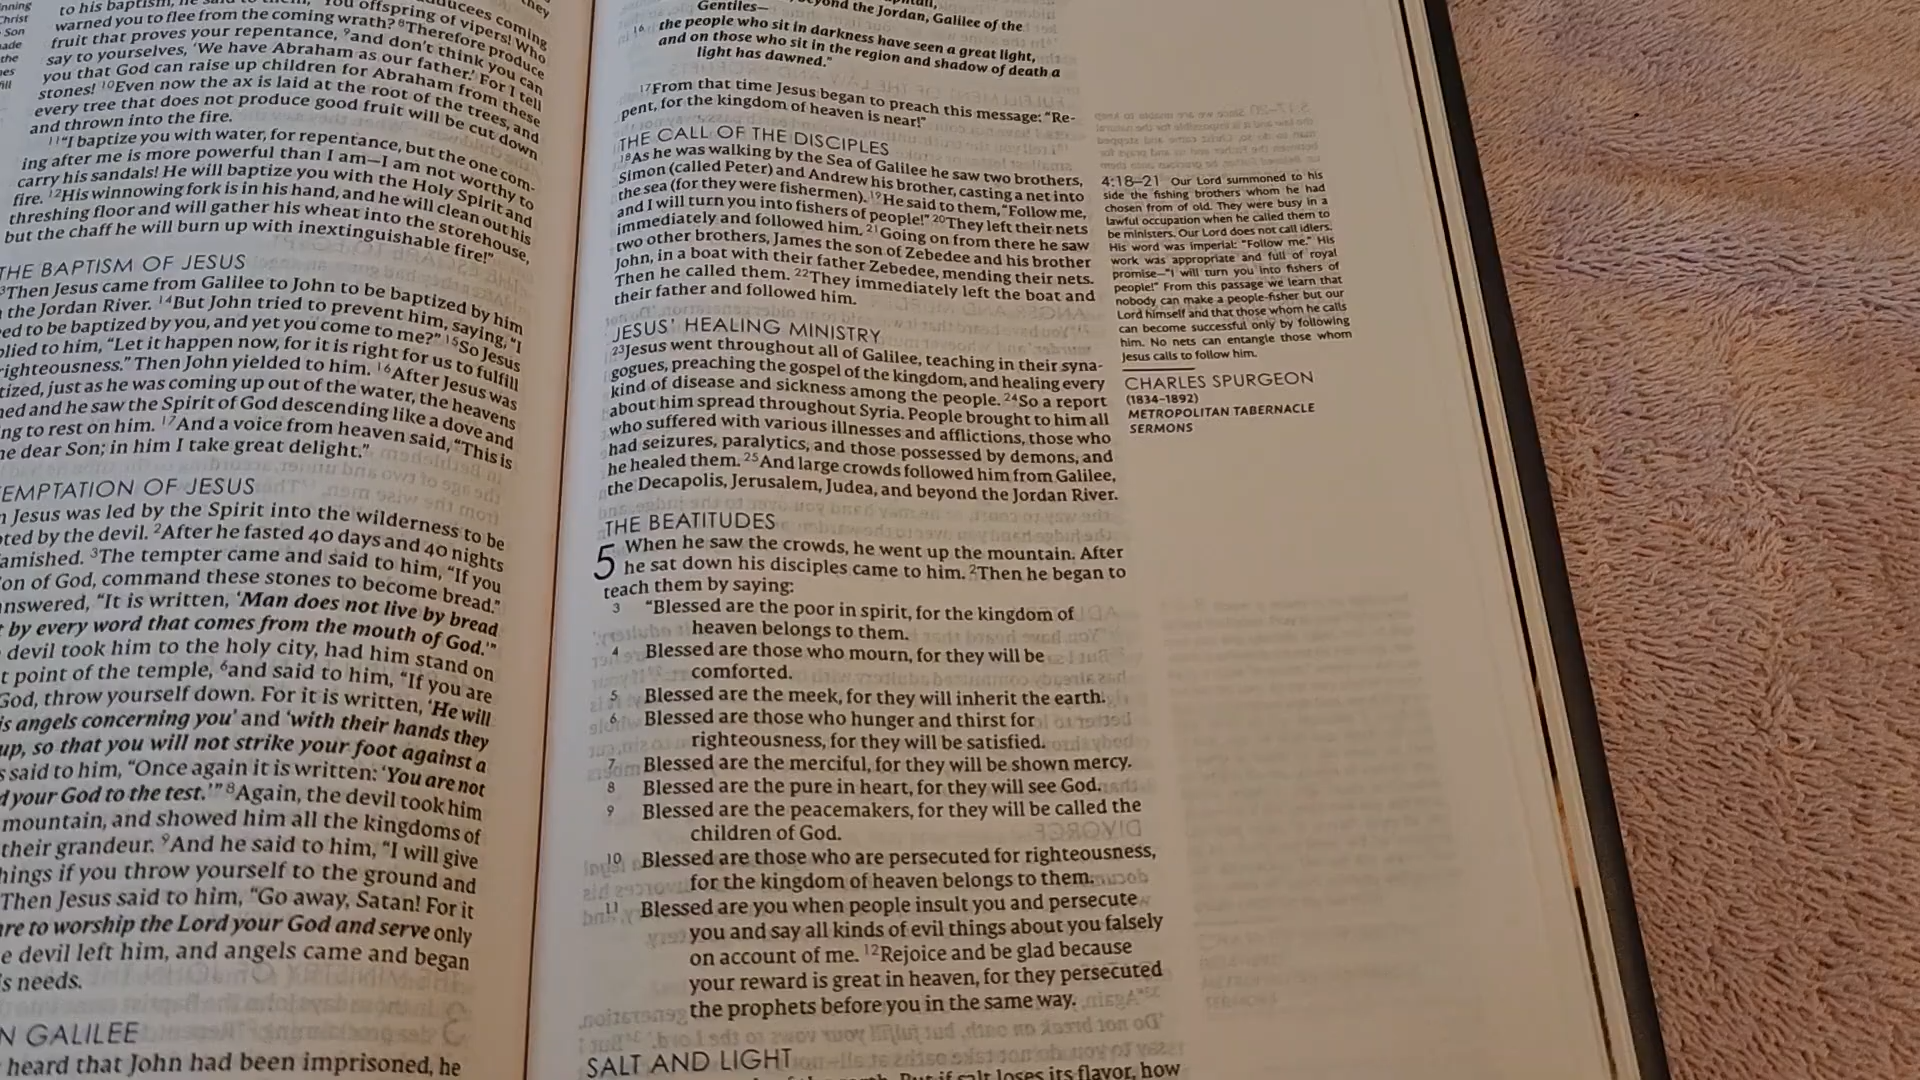 they
to his baptism, he said to them, "You offspring of vipers! Who
warned you to flee from the coming wrath? 8Therefore produce
fruit that proves your repentance, 9and don't think you can
say to yourselves, 'We have Abraham as our father.' For I tell
you that God can raise up children for Abraham from these
stones! 10Even now the ax is laid at the root of the trees, and
every tree that does not produce good fruit will be cut down
and thrown into the fire.
11"I baptize you with water, for repentance, but the one com-
ing after me is more powerful than I am—I am not worthy to
carry his sandals! He will baptize you with the Holy Spirit and
fire. 12His winnowing fork is in his hand, and he will clean out his
threshing floor and will gather his wheat into the storehouse,
but the chaff he will burn up with inextinguishable fire!"
THE BAPTISM OF JESUS
Then Jesus came from Galilee to John to be baptized by him
the Jordan River. 14But John tried to prevent him, saying, "I
to be baptized by you, and yet you come to me?" 15So Jesus
to him, "Let it happen now, for it is right for us to fulfill
righteousness." Then John yielded to him. 16After Jesus was
just as he was coming up out of the water, the heavens
and he saw the Spirit of God descending like a dove and
to rest on him. 17And a voice from heaven said, "This is
dear Son; in him I take great delight."
EMPTATION OF JESUS
Jesus was led by the Spirit into the wilderness to be
by the devil. 2After he fasted 40 days and 40 nights
3The tempter came and said to him, "If you
of God, command these stones to become bread."
"It is written, 'Man does not live by bread
by every word that comes from the mouth of God.'"
devil took him to the holy city, had him stand on
point of the temple, 6and said to him, "If you are
God, throw yourself down. For it is written, 'He will
angels concerning you' and 'with their hands they
up, so that you will not strike your foot against a
said to him, "Once again it is written: 'You are not
your God to the test.'" 8Again, the devil took him
mountain, and showed him all the kingdoms of
their grandeur. 9And he said to him, "I will give
if you throw yourself to the ground and
Then Jesus said to him, "Go away, Satan! For it
to worship the Lord your God and serve only
devil left him, and angels came and began
needs.
N GALILEE
heard that John had been imprisoned, he
beyond the Jordan, Galilee of the
Gentiles—
16 the people who sit in darkness have seen a great light,
and on those who sit in the region and shadow of death a
light has dawned."
17From that time Jesus began to preach this message: "Re-
pent, for the kingdom of heaven is near!"
THE CALL OF THE DISCIPLES
18As he was walking by the Sea of Galilee he saw two brothers,
Simon (called Peter) and Andrew his brother, casting a net into
the sea (for they were fishermen). 19He said to them, "Follow me,
and I will turn you into fishers of people!" 20They left their nets
immediately and followed him. 21Going on from there he saw
two other brothers, James the son of Zebedee and his brother
John, in a boat with their father Zebedee, mending their nets.
Then he called them. 22They immediately left the boat and
their father and followed him.
JESUS' HEALING MINISTRY
23Jesus went throughout all of Galilee, teaching in their syna-
gogues, preaching the gospel of the kingdom, and healing every
kind of disease and sickness among the people. 24So a report
about him spread throughout Syria. People brought to him all
who suffered with various illnesses and afflictions, those who
had seizures, paralytics, and those possessed by demons, and
he healed them. 25And large crowds followed him from Galilee,
the Decapolis, Jerusalem, Judea, and beyond the Jordan River.
THE BEATITUDES
5 When he saw the crowds, he went up the mountain. After
he sat down his disciples came to him. 2Then he began to
teach them by saying:
3 "Blessed are the poor in spirit, for the kingdom of
heaven belongs to them.
4 Blessed are those who mourn, for they will be
comforted.
5 Blessed are the meek, for they will inherit the earth.
6 Blessed are those who hunger and thirst for
righteousness, for they will be satisfied.
7 Blessed are the merciful, for they will be shown mercy.
8 Blessed are the pure in heart, for they will see God.
9 Blessed are the peacemakers, for they will be called the
children of God.
10 Blessed are those who are persecuted for righteousness,
for the kingdom of heaven belongs to them.
11 Blessed are you when people insult you and persecute
you and say all kinds of evil things about you falsely
on account of me. 12Rejoice and be glad because
your reward is great in heaven, for they persecuted
the prophets before you in the same way.
SALT AND LIGHT
But if salt loses its flavor, how
4:18–21 Our Lord summoned to his
side the fishing brothers whom he had
chosen from of old. They were busy in a
lawful occupation when he called them to
be ministers. Our Lord does not call idlers.
His word was imperial: "Follow me." His
work was appropriate and full of royal
promise—"I will turn you into fishers of
people!" From this passage we learn that
nobody can make a people-fisher but our
Lord himself and that those whom he calls
can become successful only by following
him. No nets can entangle those whom
Jesus calls to follow him.
CHARLES SPURGEON
(1834–1892)
METROPOLITAN TABERNACLE
SERMONS